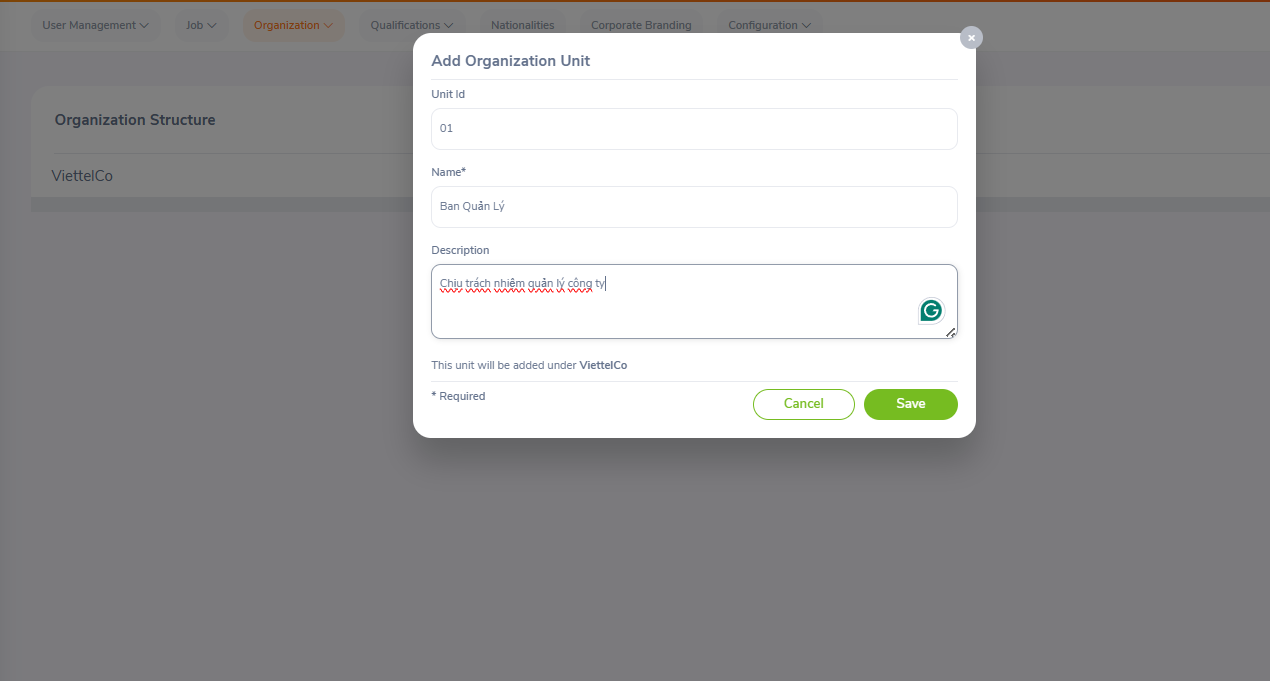 User Management
Job
Organization
Qualifications
Nationalities
Corporate Branding
Configuration
Add Organization Unit
Unit Id
01
Organization Structure
Name*
ViettelCo
Ban Quản Lý
Description
Chịu trách nhiệm quản lý công ty
This unit will be added under ViettelCo
* Required
Cancel
Save